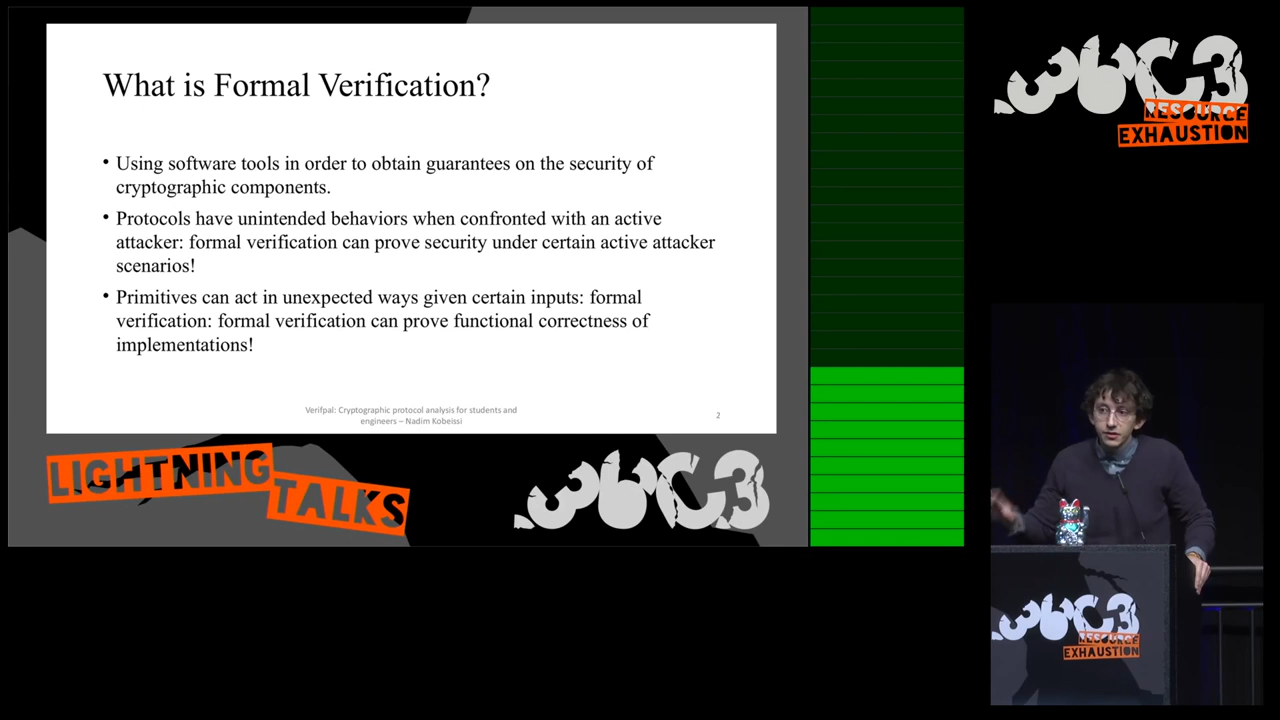 What is Formal Verification?
• Using software tools in order to obtain guarantees on the security of
cryptographic components.
• Protocols have unintended behaviors when confronted with an active
attacker: formal verification can prove security under certain active attacker
scenarios!
• Primitives can act in unexpected ways given certain inputs: formal
verification: formal verification can prove functional correctness of
implementations!
Verifpal: Cryptographic protocol analysis for students and
engineers – Nadim Kobeissi
2
LIGHTNING
TALKS
36C3
36C3
RESOURCE
EXHAUSTION
36C3
RESOURCE
EXHAUSTION